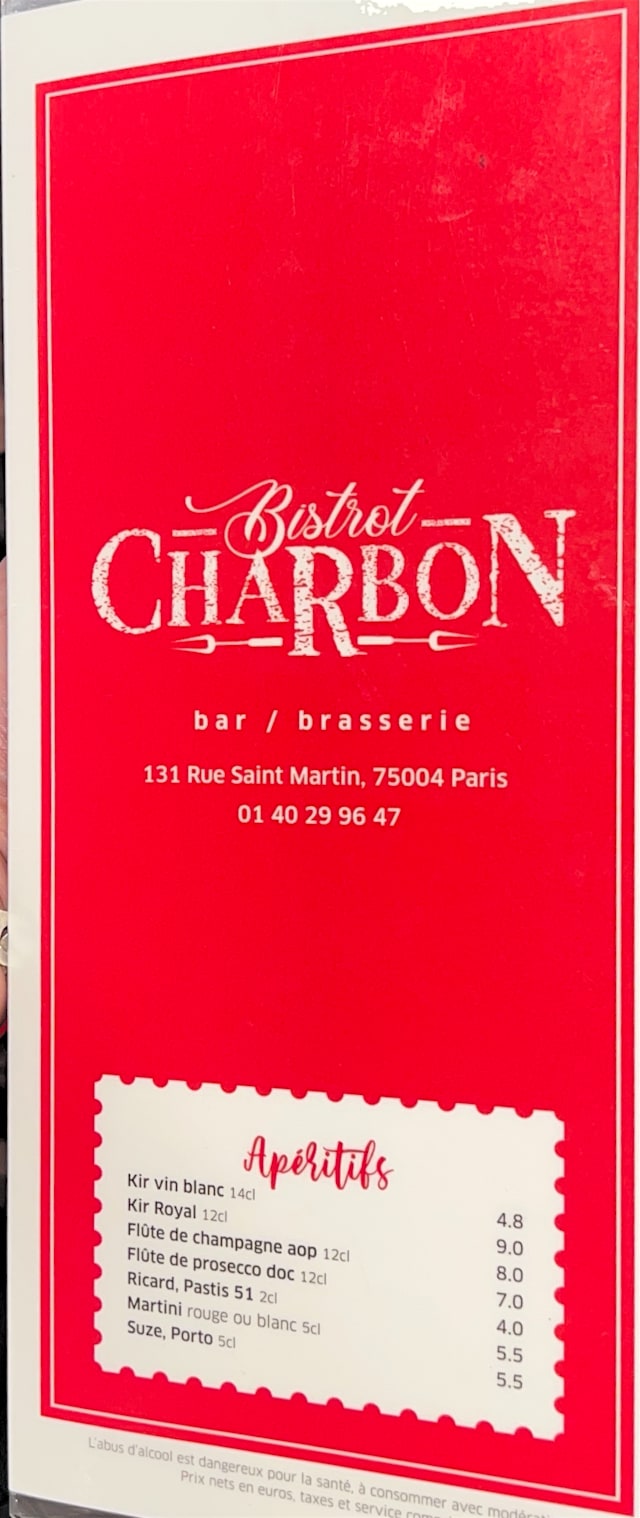 Bistrot
CHARBON
bar / brasserie
131 Rue Saint Martin, 75004 Paris
01 40 29 96 47
Apéritifs
Kir vin blanc 14cl 4.8
Kir Royal 12cl 9.0
Flûte de champagne aop 12cl 8.0
Flûte de prosecco doc 12cl 7.0
Ricard, Pastis 51 2cl 4.0
Martini rouge ou blanc 5cl 5.5
Suze, Porto 5cl 5.5
L'abus d'alcool est dangereux pour la santé, à consommer avec
Prix nets en euros, taxes et service